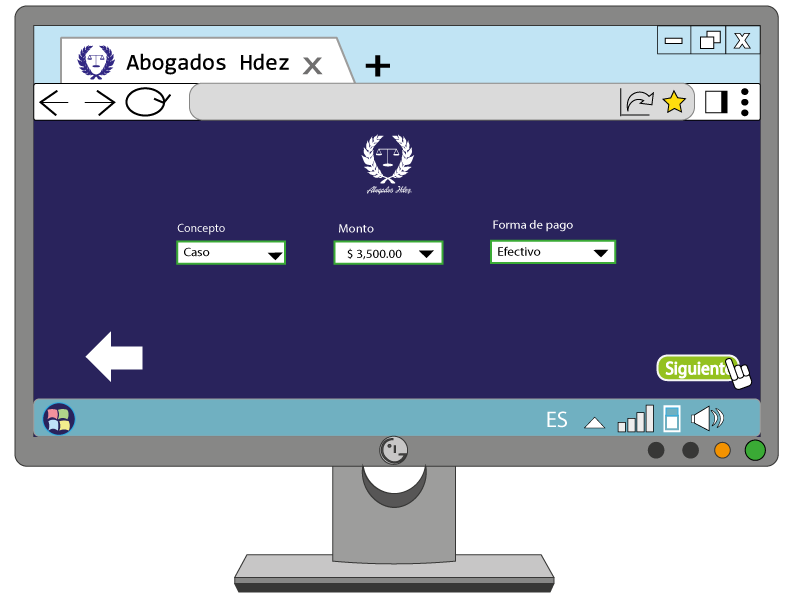 Abogados Hdez X
X
Abogados Hdez.
Concepto
Monto
Forma de pago
Caso
$ 3,500.00
Efectivo
Siguiente
ES